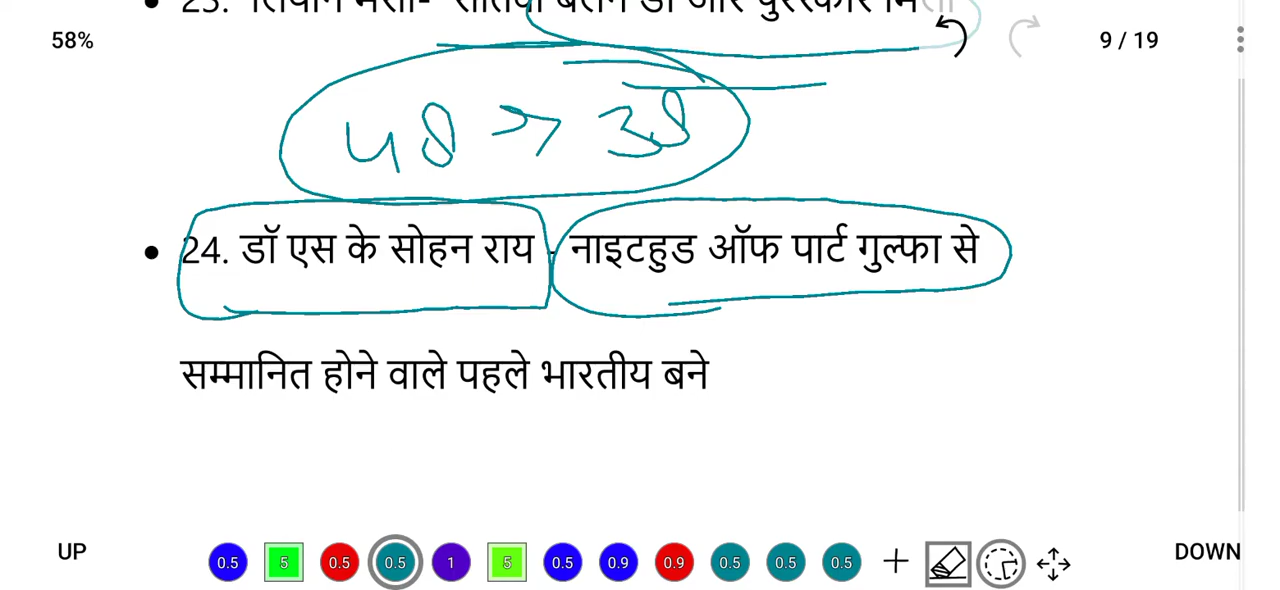 58%
9 / 19
48 > 38
• 24. डॉ एस के सोहन राय - नाइटहुड ऑफ पार्ट गुल्फा से
सम्मानित होने वाले पहले भारतीय बने
UP
0.5 5 0.5 0.5 1 5 0.5 0.9 0.9 0.5 0.5 0.5 +
DOWN